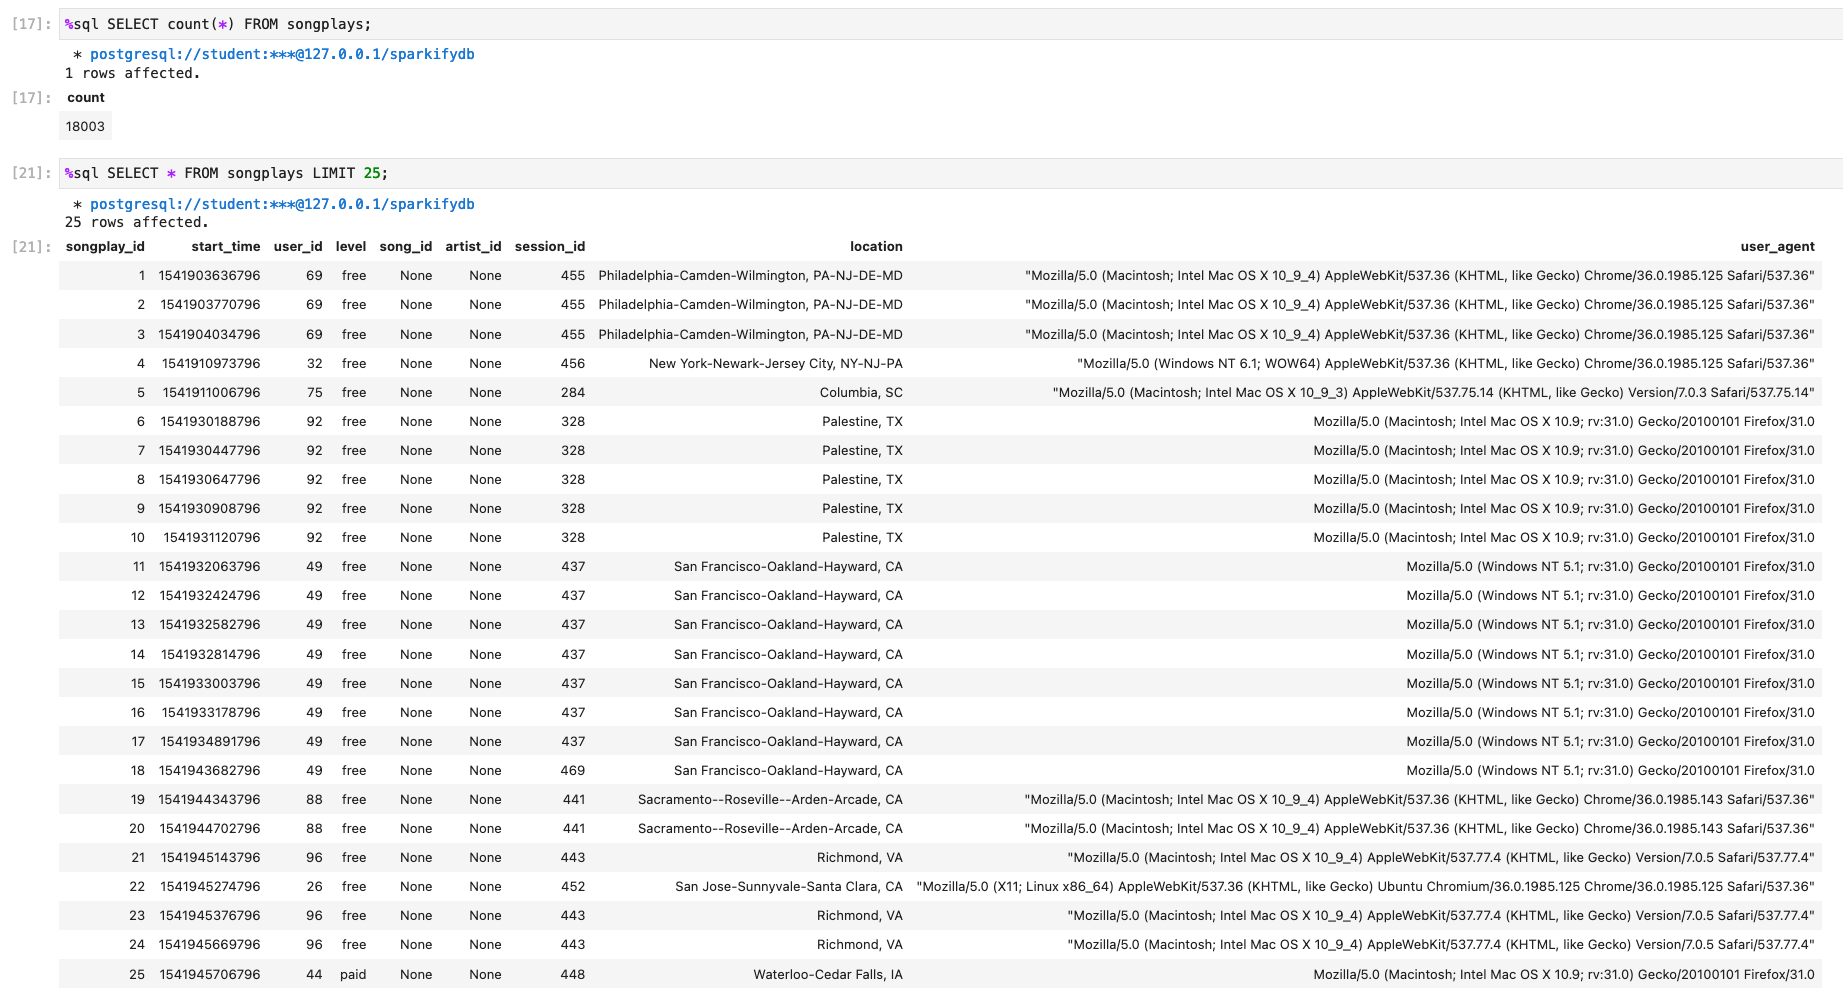 [17]: %sql SELECT count(*) FROM songplays;
* postgresql://student:***@127.0.0.1/sparkifydb
1 rows affected.
[17]: count
18003
[21]: %sql SELECT * FROM songplays LIMIT 25;
* postgresql://student:***@127.0.0.1/sparkifydb
25 rows affected.
[21]: songplay_id start_time user_id level song_id artist_id session_id location user_agent
1 1541903636796 69 free None None 455 Philadelphia-Camden-Wilmington, PA-NJ-DE-MD "Mozilla/5.0 (Macintosh; Intel Mac OS X 10_9_4) AppleWebKit/537.36 (KHTML, like Gecko) Chrome/36.0.1985.125 Safari/537.36"
2 1541903770796 69 free None None 455 Philadelphia-Camden-Wilmington, PA-NJ-DE-MD "Mozilla/5.0 (Macintosh; Intel Mac OS X 10_9_4) AppleWebKit/537.36 (KHTML, like Gecko) Chrome/36.0.1985.125 Safari/537.36"
3 1541904034796 69 free None None 455 Philadelphia-Camden-Wilmington, PA-NJ-DE-MD "Mozilla/5.0 (Macintosh; Intel Mac OS X 10_9_4) AppleWebKit/537.36 (KHTML, like Gecko) Chrome/36.0.1985.125 Safari/537.36"
4 1541910973796 32 free None None 456 New York-Newark-Jersey City, NY-NJ-PA "Mozilla/5.0 (Windows NT 6.1; WOW64) AppleWebKit/537.36 (KHTML, like Gecko) Chrome/36.0.1985.125 Safari/537.36"
5 1541911006796 75 free None None 284 Columbia, SC "Mozilla/5.0 (Macintosh; Intel Mac OS X 10_9_3) AppleWebKit/537.75.14 (KHTML, like Gecko) Version/7.0.3 Safari/537.75.14"
6 1541930188796 92 free None None 328 Palestine, TX Mozilla/5.0 (Macintosh; Intel Mac OS X 10.9; rv:31.0) Gecko/20100101 Firefox/31.0
7 1541930447796 92 free None None 328 Palestine, TX Mozilla/5.0 (Macintosh; Intel Mac OS X 10.9; rv:31.0) Gecko/20100101 Firefox/31.0
8 1541930647796 92 free None None 328 Palestine, TX Mozilla/5.0 (Macintosh; Intel Mac OS X 10.9; rv:31.0) Gecko/20100101 Firefox/31.0
9 1541930908796 92 free None None 328 Palestine, TX Mozilla/5.0 (Macintosh; Intel Mac OS X 10.9; rv:31.0) Gecko/20100101 Firefox/31.0
10 1541931120796 92 free None None 328 Palestine, TX Mozilla/5.0 (Macintosh; Intel Mac OS X 10.9; rv:31.0) Gecko/20100101 Firefox/31.0
11 1541932063796 49 free None None 437 San Francisco-Oakland-Hayward, CA Mozilla/5.0 (Windows NT 5.1; rv:31.0) Gecko/20100101 Firefox/31.0
12 1541932424796 49 free None None 437 San Francisco-Oakland-Hayward, CA Mozilla/5.0 (Windows NT 5.1; rv:31.0) Gecko/20100101 Firefox/31.0
13 1541932582796 49 free None None 437 San Francisco-Oakland-Hayward, CA Mozilla/5.0 (Windows NT 5.1; rv:31.0) Gecko/20100101 Firefox/31.0
14 1541932814796 49 free None None 437 San Francisco-Oakland-Hayward, CA Mozilla/5.0 (Windows NT 5.1; rv:31.0) Gecko/20100101 Firefox/31.0
15 1541933003796 49 free None None 437 San Francisco-Oakland-Hayward, CA Mozilla/5.0 (Windows NT 5.1; rv:31.0) Gecko/20100101 Firefox/31.0
16 1541933178796 49 free None None 437 San Francisco-Oakland-Hayward, CA Mozilla/5.0 (Windows NT 5.1; rv:31.0) Gecko/20100101 Firefox/31.0
17 1541934891796 49 free None None 437 San Francisco-Oakland-Hayward, CA Mozilla/5.0 (Windows NT 5.1; rv:31.0) Gecko/20100101 Firefox/31.0
18 1541943682796 49 free None None 469 San Francisco-Oakland-Hayward, CA Mozilla/5.0 (Windows NT 5.1; rv:31.0) Gecko/20100101 Firefox/31.0
19 1541944343796 88 free None None 441 Sacramento--Roseville--Arden-Arcade, CA "Mozilla/5.0 (Macintosh; Intel Mac OS X 10_9_4) AppleWebKit/537.36 (KHTML, like Gecko) Chrome/36.0.1985.143 Safari/537.36"
20 1541944702796 88 free None None 441 Sacramento--Roseville--Arden-Arcade, CA "Mozilla/5.0 (Macintosh; Intel Mac OS X 10_9_4) AppleWebKit/537.36 (KHTML, like Gecko) Chrome/36.0.1985.143 Safari/537.36"
21 1541945143796 96 free None None 443 Richmond, VA "Mozilla/5.0 (Macintosh; Intel Mac OS X 10_9_4) AppleWebKit/537.77.4 (KHTML, like Gecko) Version/7.0.5 Safari/537.77.4"
22 1541945274796 26 free None None 452 San Jose-Sunnyvale-Santa Clara, CA "Mozilla/5.0 (X11; Linux x86_64) AppleWebKit/537.36 (KHTML, like Gecko) Ubuntu Chromium/36.0.1985.125 Chrome/36.0.1985.125 Safari/537.36"
23 1541945376796 96 free None None 443 Richmond, VA "Mozilla/5.0 (Macintosh; Intel Mac OS X 10_9_4) AppleWebKit/537.77.4 (KHTML, like Gecko) Version/7.0.5 Safari/537.77.4"
24 1541945669796 96 free None None 443 Richmond, VA "Mozilla/5.0 (Macintosh; Intel Mac OS X 10_9_4) AppleWebKit/537.77.4 (KHTML, like Gecko) Version/7.0.5 Safari/537.77.4"
25 1541945706796 44 paid None None 448 Waterloo-Cedar Falls, IA Mozilla/5.0 (Macintosh; Intel Mac OS X 10.9; rv:31.0) Gecko/20100101 Firefox/31.0